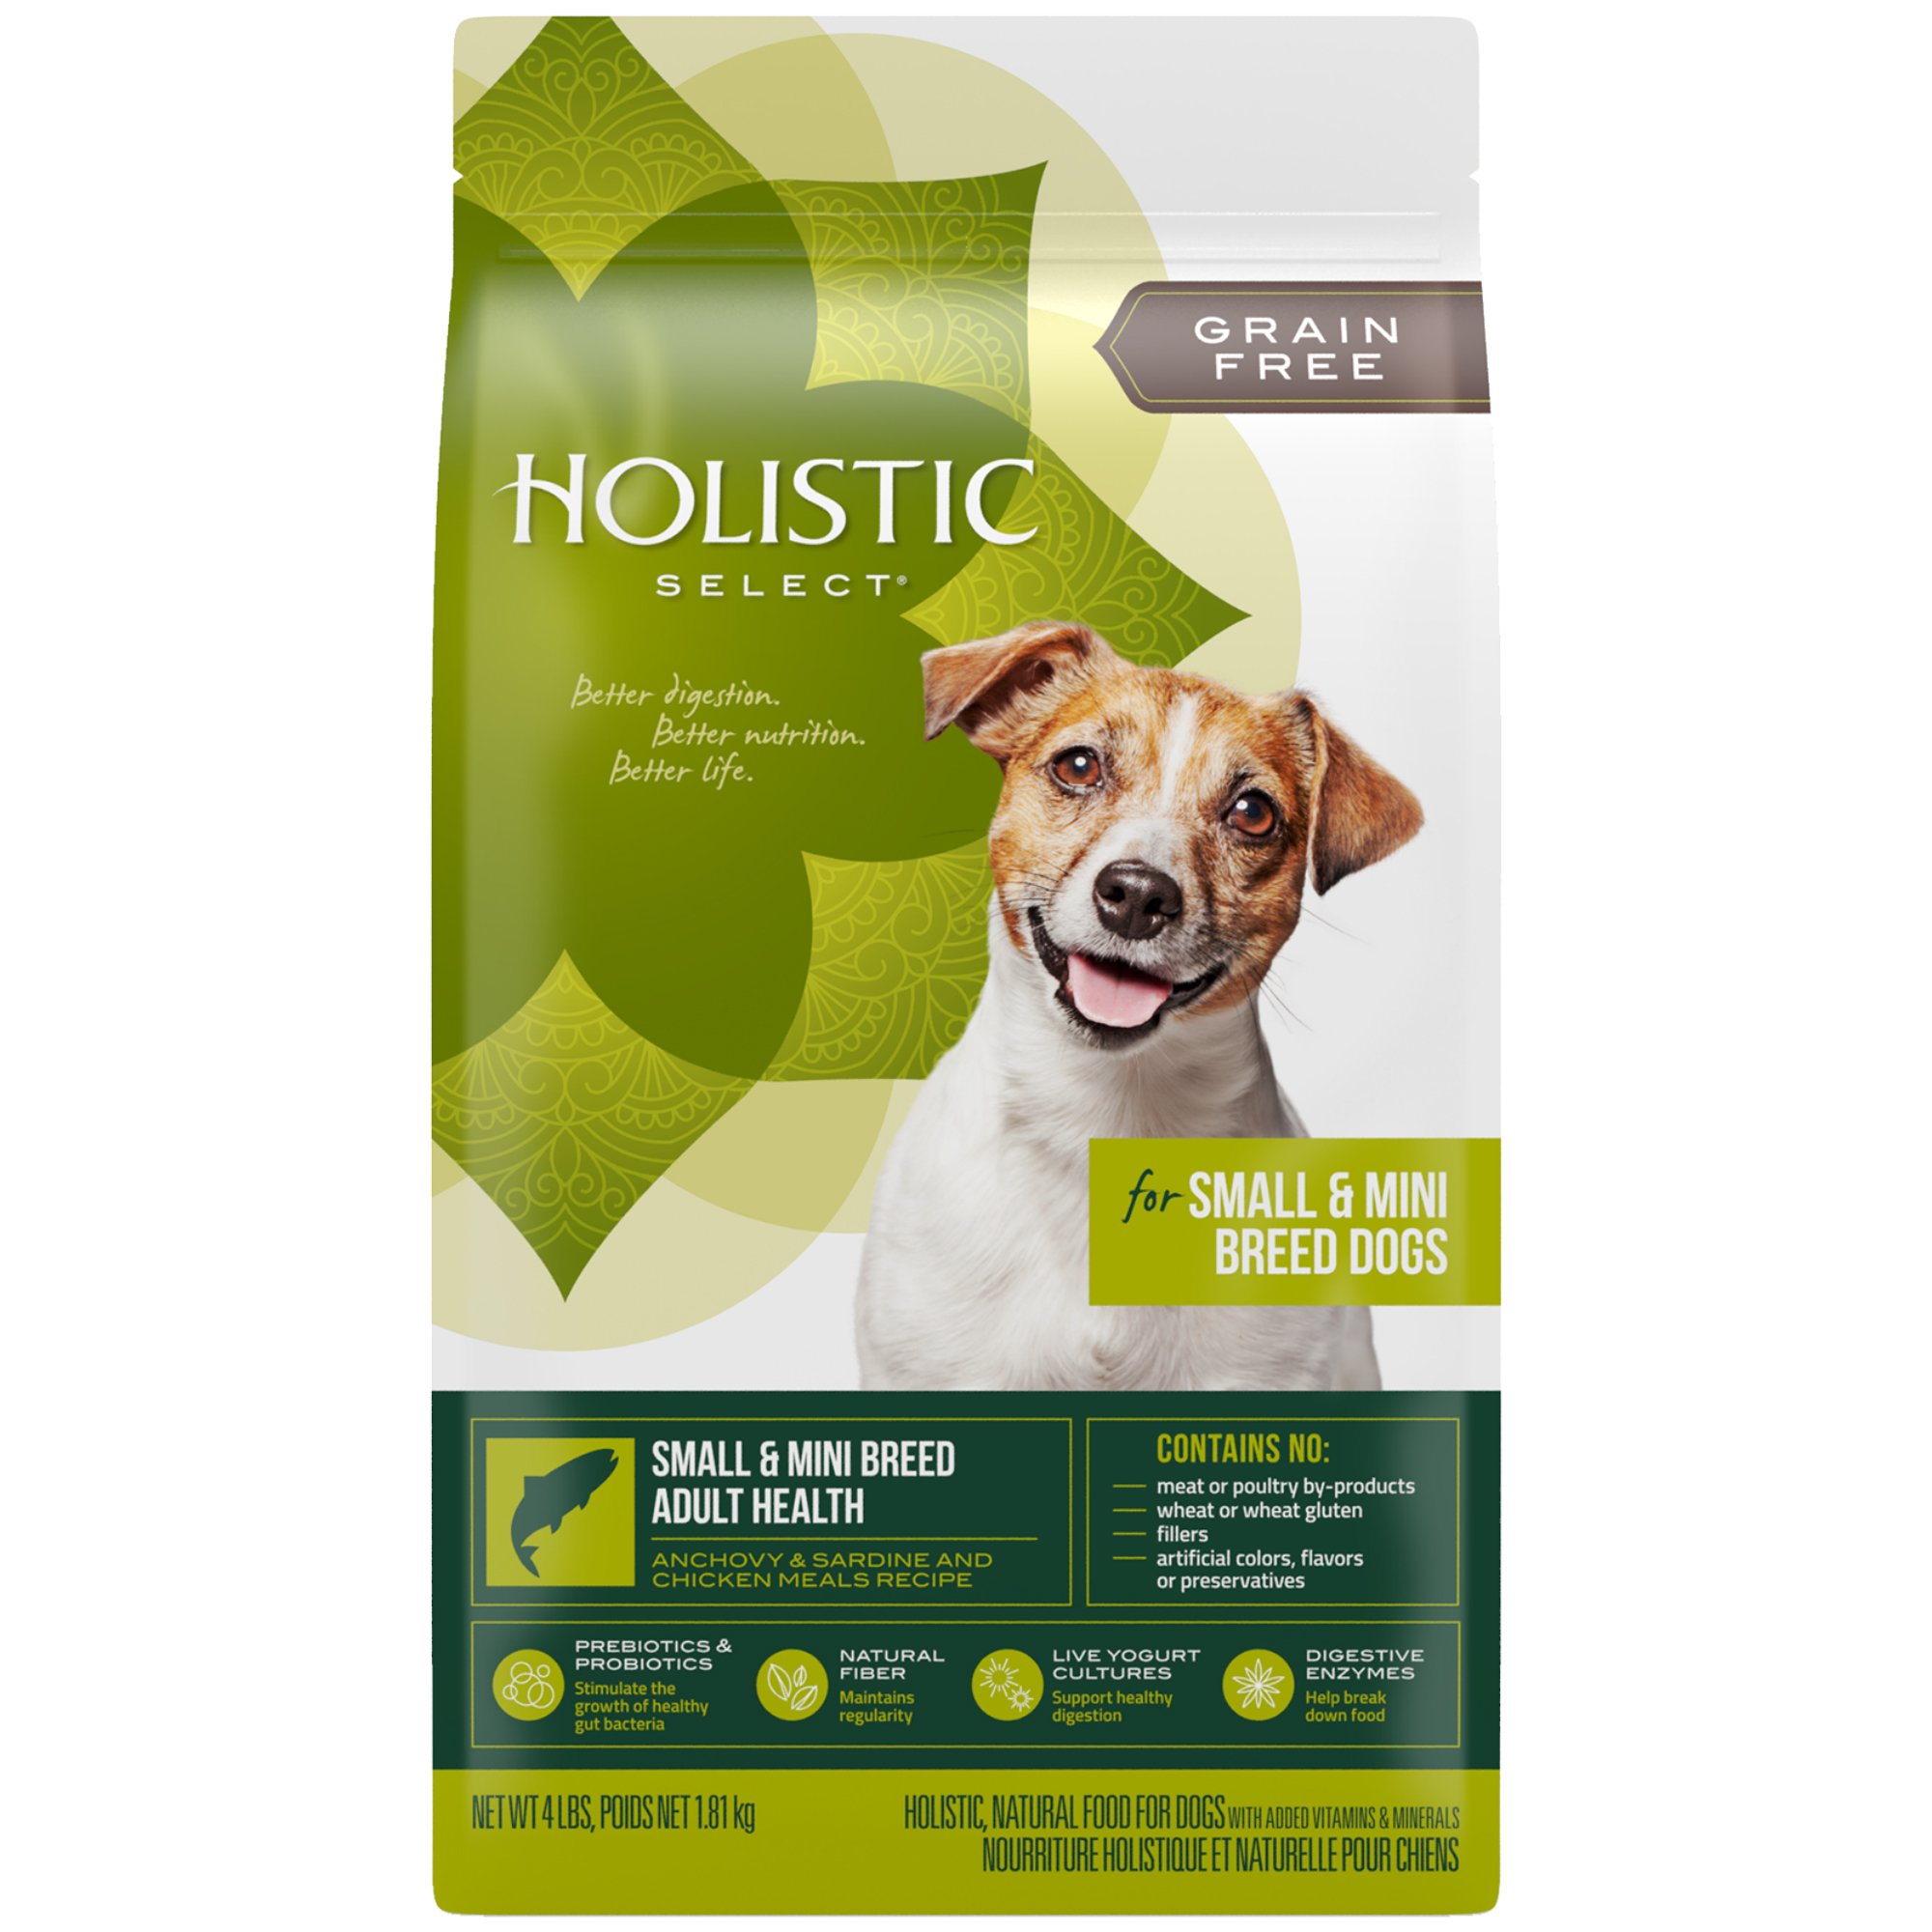 GRAIN
FREE
HOLISTIC
SELECT®
Better digestion.
Better nutrition.
Better life.
for SMALL & MINI
BREED DOGS
SMALL & MINI BREED
ADULT HEALTH
ANCHOVY & SARDINE AND
CHICKEN MEALS RECIPE
CONTAINS NO:
meat or poultry by-products
wheat or wheat gluten
fillers
artificial colors, flavors
or preservatives
PREBIOTICS &
PROBIOTICS
Stimulate the
growth of healthy
gut bacteria
NATURAL
FIBER
Maintains
regularity
LIVE YOGURT
CULTURES
Support healthy
digestion
DIGESTIVE
ENZYMES
Help break
down food
NET WT 4 LBS, POIDS NET 1.81 kg
HOLISTIC, NATURAL FOOD FOR DOGS WITH ADDED VITAMINS & MINERALS
NOURRITURE HOLISTIQUE ET NATURELLE POUR CHIENS